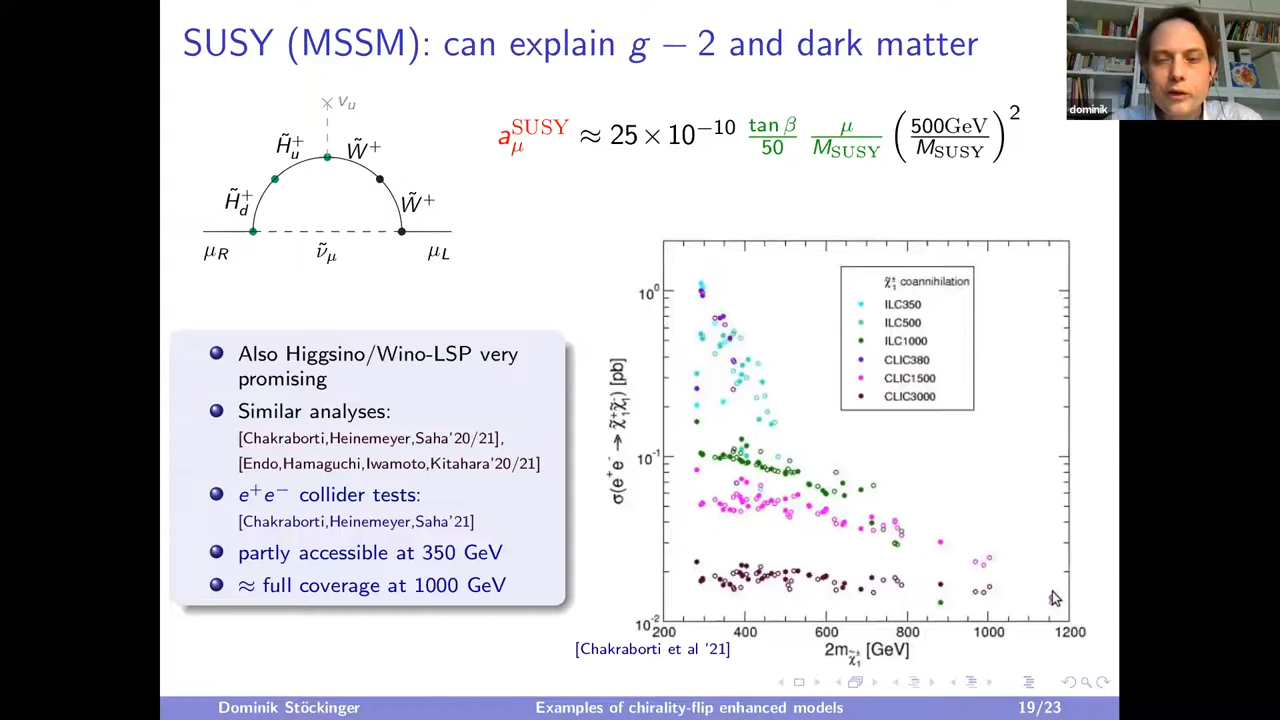 SUSY (MSSM): can explain g − 2 and dark matter
dominik
v_u
H̃_u^+
W̃^+
H̃_d^+
W̃^+
μ_R
ν̃_μ
μ_L
a_μ^SUSY ≈ 25 × 10^−10 tan β/50 μ/M_SUSY (500GeV/M_SUSY)^2
Also Higgsino/Wino-LSP very
promising
Similar analyses:
[Chakraborti,Heinemeyer,Saha'20/21],
[Endo,Hamaguchi,Iwamoto,Kitahara'20/21]
e^+e^− collider tests:
[Chakraborti,Heinemeyer,Saha'21]
partly accessible at 350 GeV
≈ full coverage at 1000 GeV
χ̃_1^± coannihilation
ILC350
ILC500
ILC1000
CLIC380
CLIC1500
CLIC3000
σ(e^+e^- → χ̃_1^+ χ̃_1^-) [pb]
10^0
10^-1
10^-2
200 400 600 800 1000 1200
2m_χ̃_1^± [GeV]
[Chakraborti et al '21]
Dominik Stöckinger Examples of chirality-flip enhanced models 19/23